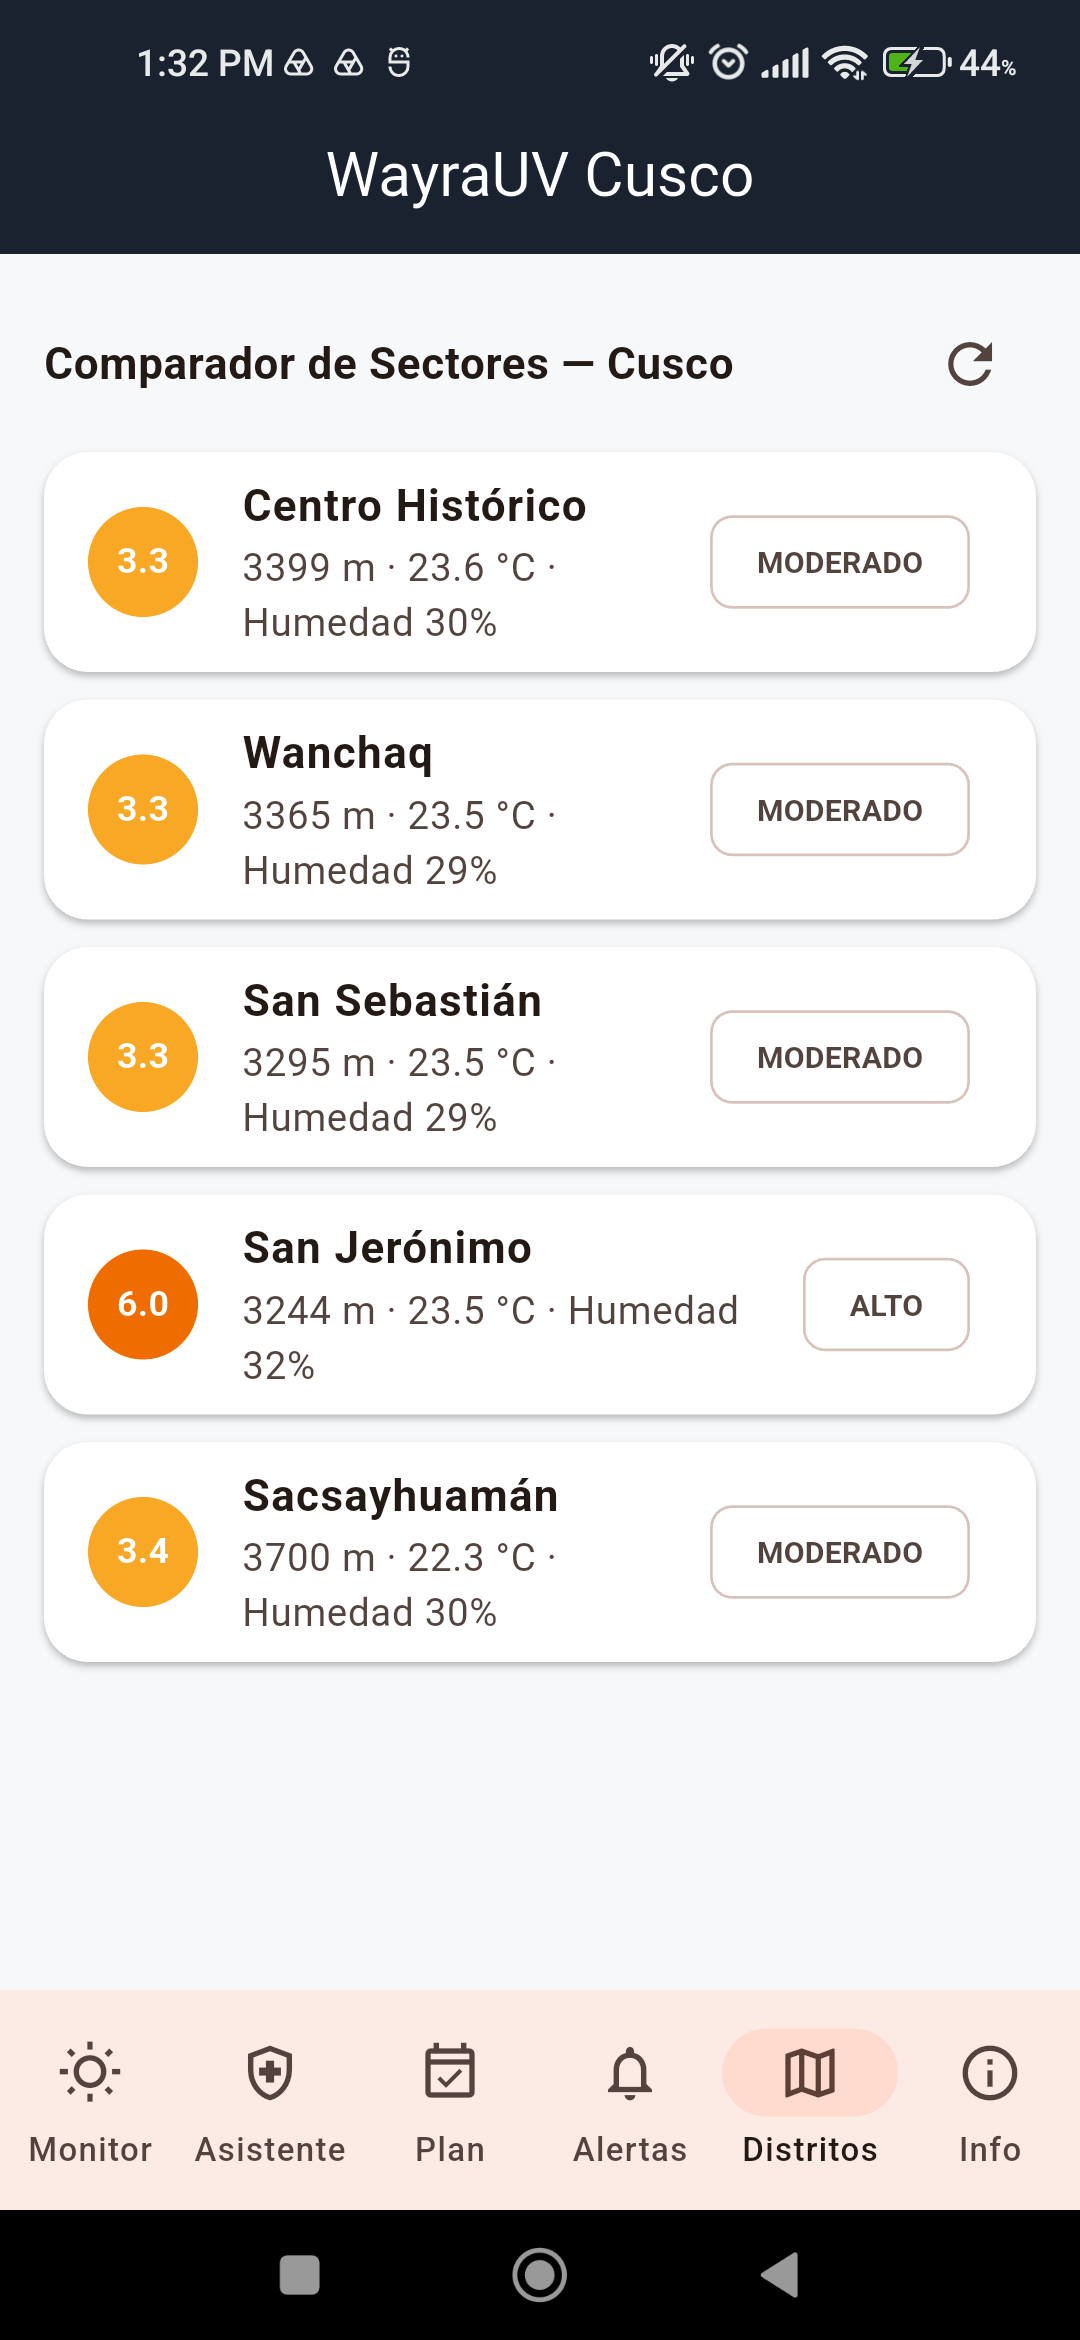 1:32 PM
44%
WayraUV Cusco
Comparador de Sectores — Cusco
3.3
Centro Histórico
3399 m · 23.6 °C ·
Humedad 30%
MODERADO
3.3
Wanchaq
3365 m · 23.5 °C ·
Humedad 29%
MODERADO
3.3
San Sebastián
3295 m · 23.5 °C ·
Humedad 29%
MODERADO
6.0
San Jerónimo
3244 m · 23.5 °C · Humedad
32%
ALTO
3.4
Sacsayhuamán
3700 m · 22.3 °C ·
Humedad 30%
MODERADO
Monitor
Asistente
Plan
Alertas
Distritos
Info